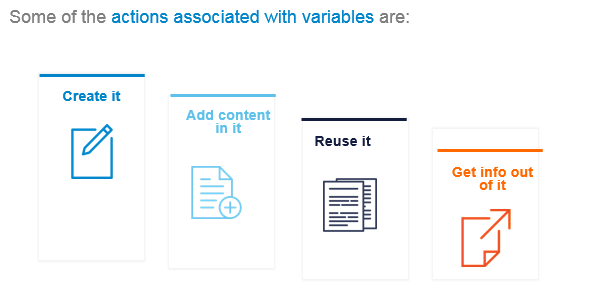 Some of the actions associated with variables are:
Create it
Add content
in it
Reuse it
Get info out
of it